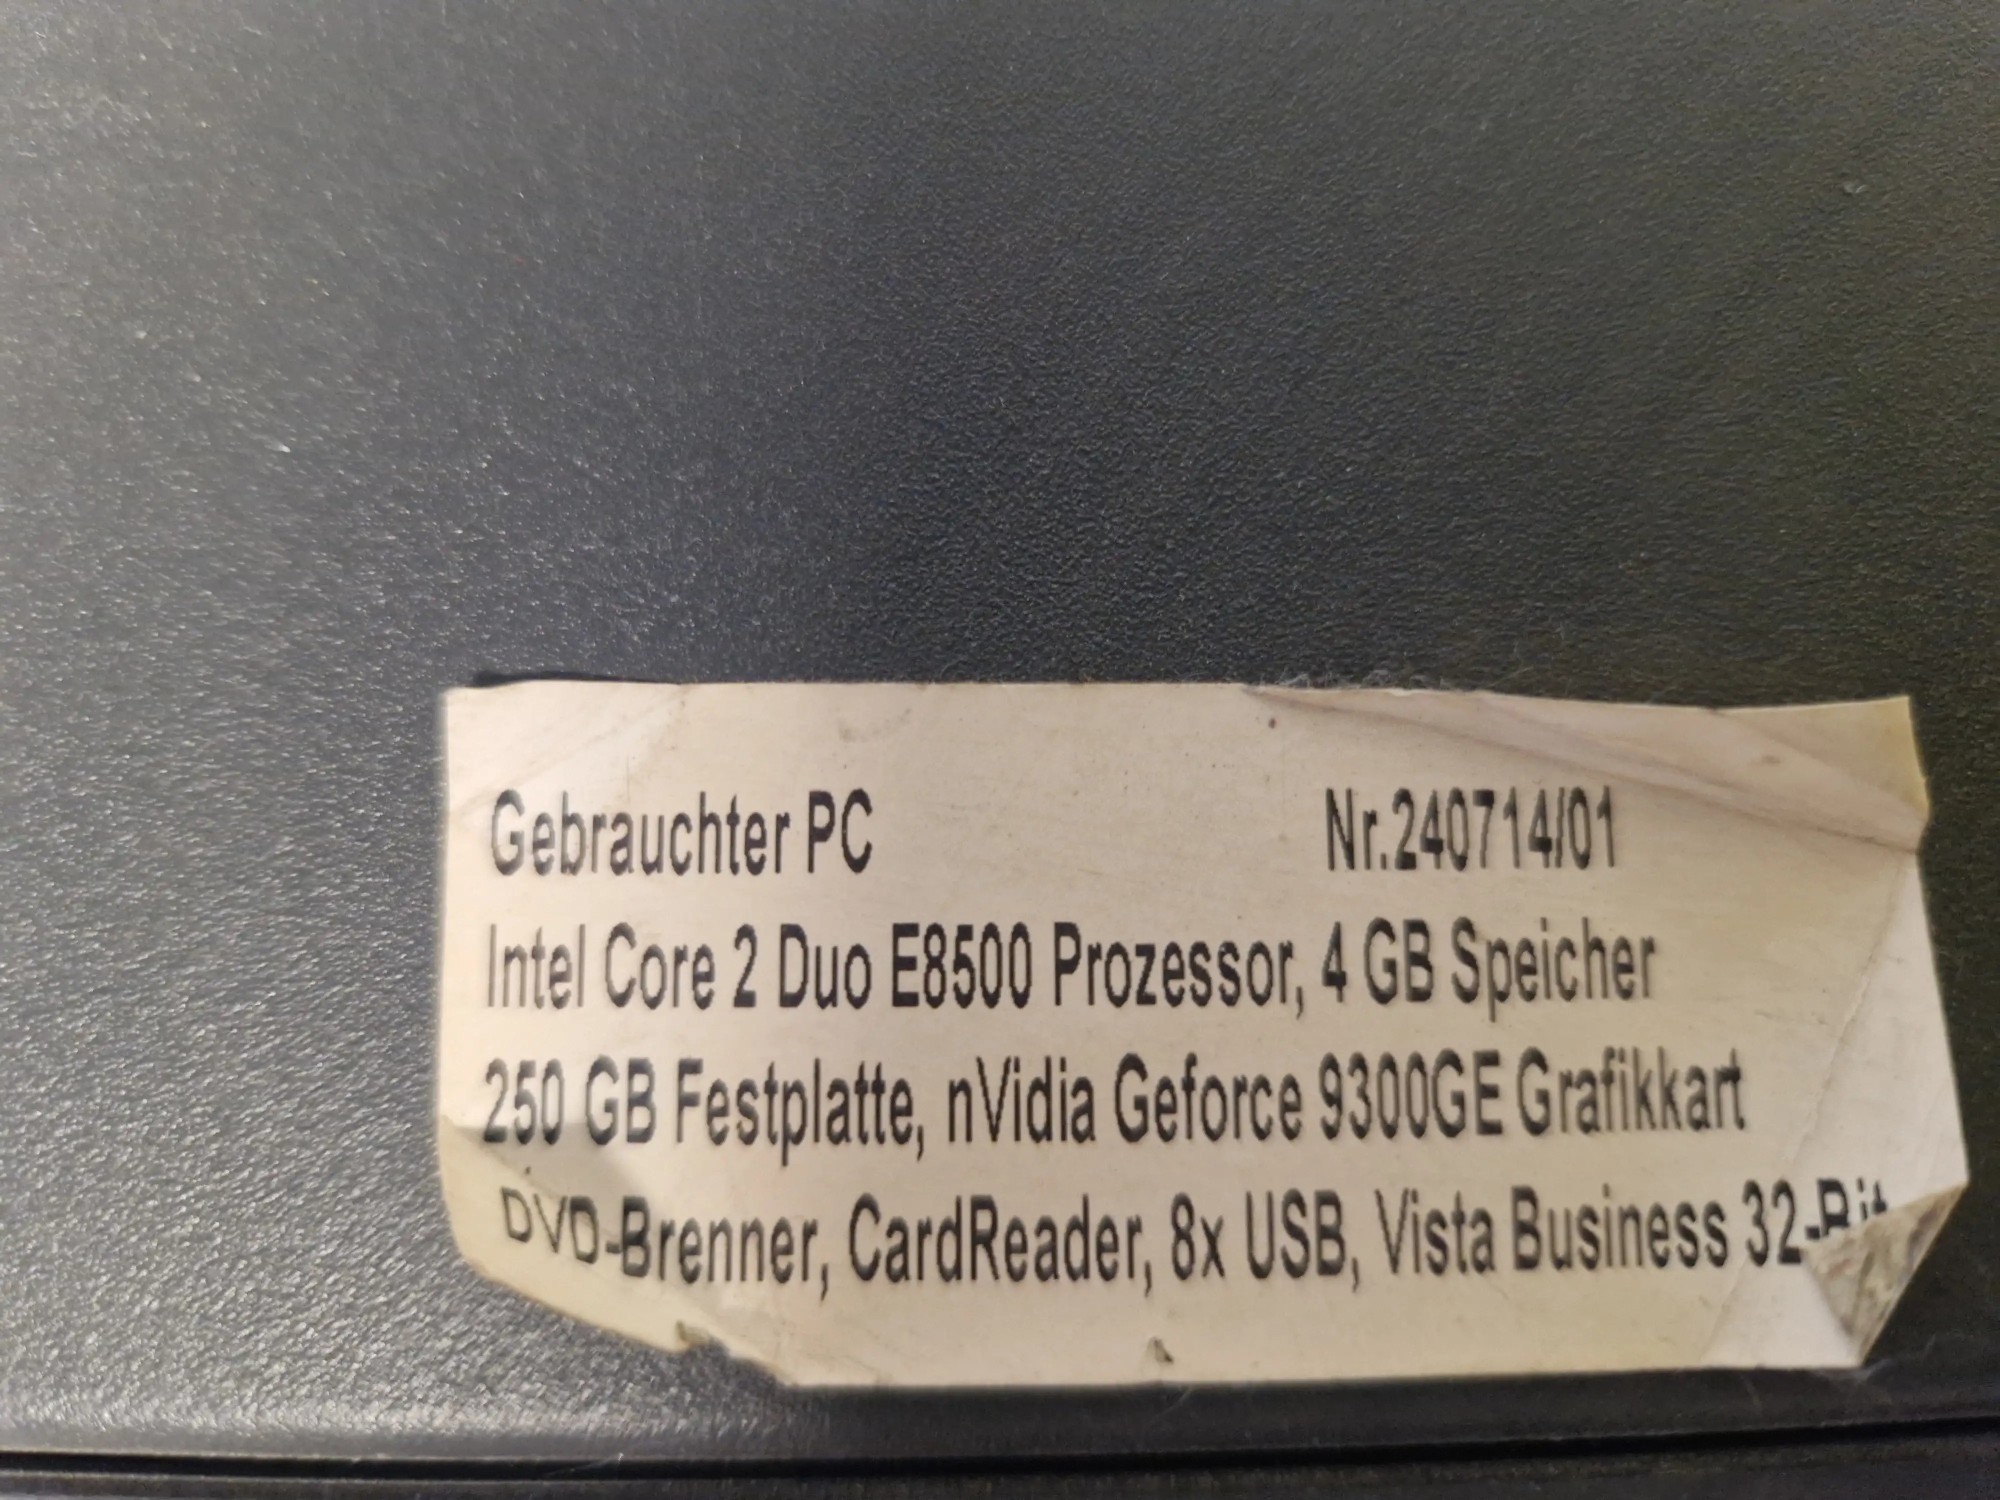 Gebrauchter PC Nr.240714/01
Intel Core 2 Duo E8500 Prozessor, 4 GB Speicher
250 GB Festplatte, nVidia Geforce 9300GE Grafikkart
DVD-Brenner, CardReader, 8x USB, Vista Business 32-Bit